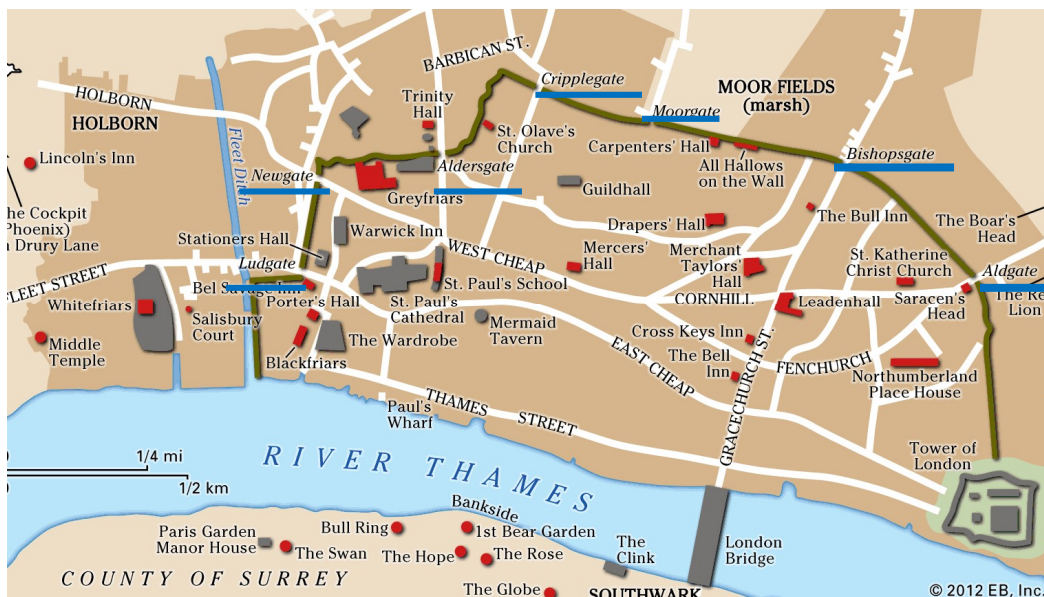 BARBICAN ST.
Cripplegate
MOOR FIELDS
(marsh)
HOLBORN
HOLBORN
Trinity
Hall
Moorgate
Fleet Ditch
St. Olave's
Church
Carpenters' Hall
All Hallows
on the Wall
Bishopsgate
Lincoln's Inn
Newgate
Aldersgate
Greyfriars
Guildhall
The Cockpit
(Phoenix)
Drury Lane
Stationers Hall
Warwick Inn
Drapers' Hall
The Bull Inn
The Boar's
Head
WEST CHEAP
Mercers'
Hall
Merchant
Taylors'
Hall
St. Katherine
Christ Church
Aldgate
FLEET STREET
Ludgate
Bel Savage Inn
Porter's Hall
St. Paul's
Cathedral
St. Paul's School
CORNHILL
Leadenhall
Saracen's
Head
Lion
Whitefriars
Salisbury
Court
Mermaid
Tavern
Cross Keys Inn
Middle
Temple
Blackfriars
The Wardrobe
EAST CHEAP
The Bell
Inn
FENCHURCH
Northumberland
Place House
GRACECHURCH ST.
Paul's
Wharf
THAMES STREET
Tower of
London
RIVER THAMES
1/4 mi
1/2 km
Bankside
Paris Garden
Manor House
Bull Ring
1st Bear Garden
The Swan
The Hope
The Rose
The
Clink
London
Bridge
COUNTY OF SURREY
The Globe
SOUTHWARK
© 2012 EB, Inc.